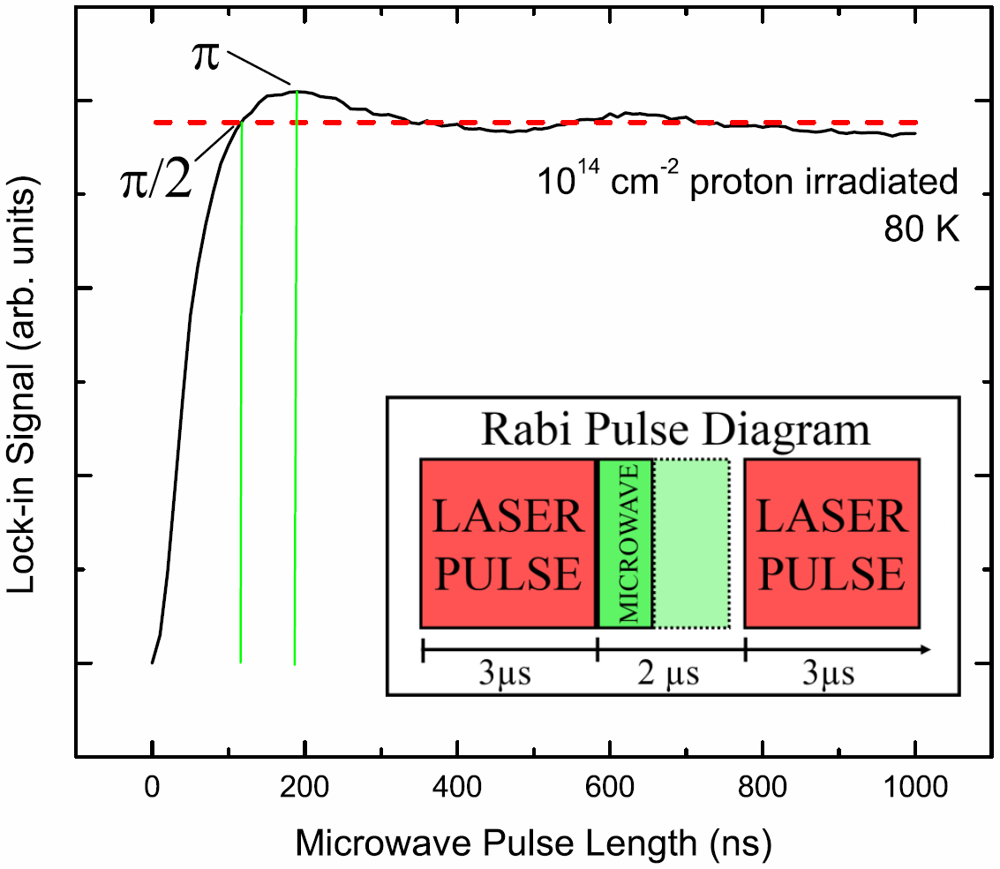 π
π/2
10¹⁴ cm⁻² proton irradiated
80 K
Lock-in Signal (arb. units)
Rabi Pulse Diagram
LASER
PULSE
MICROWAVE
LASER
PULSE
3µs
2 µs
3µs
0
200
400
600
800
1000
Microwave Pulse Length (ns)